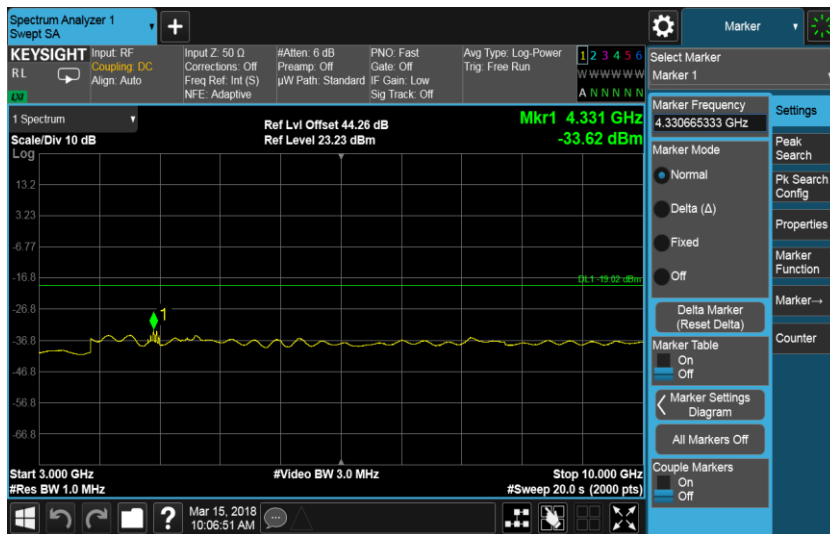 Spectrum Analyzer 1
Swept SA
Marker
KEYSIGHT
RL
LXI
Input: RF
Coupling: DC
Align: Auto
Input Z: 50 Ω
Corrections: Off
Freq Ref: Int (S)
NFE: Adaptive
#Atten: 6 dB
Preamp: Off
µW Path: Standard
PNO: Fast
Gate: Off
IF Gain: Low
Sig Track: Off
Avg Type: Log-Power
Trig: Free Run
1 2 3 4 5 6
W W W W W W
A N N N N N
Select Marker
Marker 1
1 Spectrum
Scale/Div 10 dB
Log
Ref Lvl Offset 44.26 dB
Ref Level 23.23 dBm
Mkr1 4.331 GHz
-33.62 dBm
13.2
3.23
-6.77
-16.8
-26.8
-36.8
-46.8
-56.8
-66.8
DL1 -19.02 dBm
1
Start 3.000 GHz
#Res BW 1.0 MHz
#Video BW 3.0 MHz
Stop 10.000 GHz
#Sweep 20.0 s (2000 pts)
Marker Frequency
4.330665333 GHz
Marker Mode
Normal
Delta (Δ)
Fixed
Off
Delta Marker
(Reset Delta)
Marker Table
On
Off
Marker Settings
Diagram
All Markers Off
Couple Markers
On
Off
Settings
Peak
Search
Pk Search
Config
Properties
Marker
Function
Marker→
Counter
?
Mar 15, 2018
10:06:51 AM